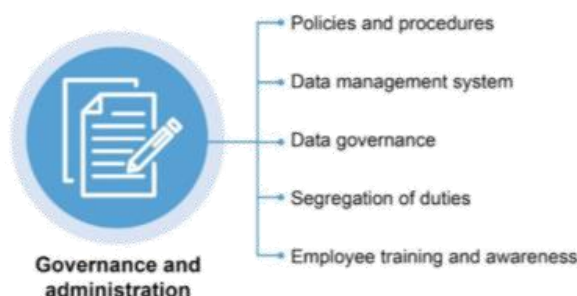 Policies and procedures
Data management system
Data governance
Segregation of duties
Employee training and awareness
Governance and
administration